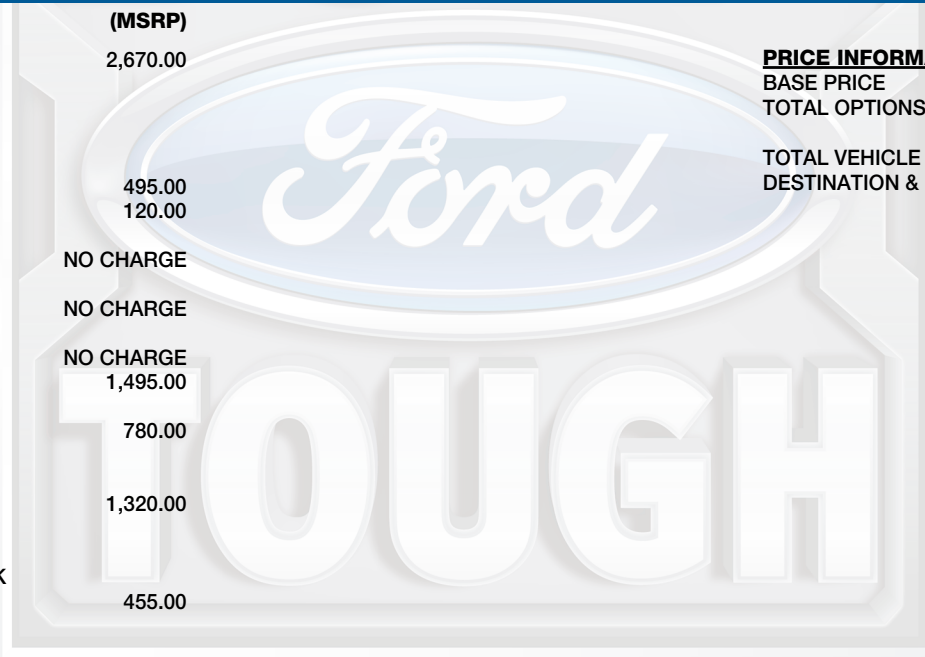 (MSRP)
2,670.00
495.00
120.00
NO CHARGE
NO CHARGE
NO CHARGE
1,495.00
780.00
1,320.00
K
455.00
PRICE INFORMA
BASE PRICE
TOTAL OPTIONS
TOTAL VEHICLE
DESTINATION &
Ford
TOUGH